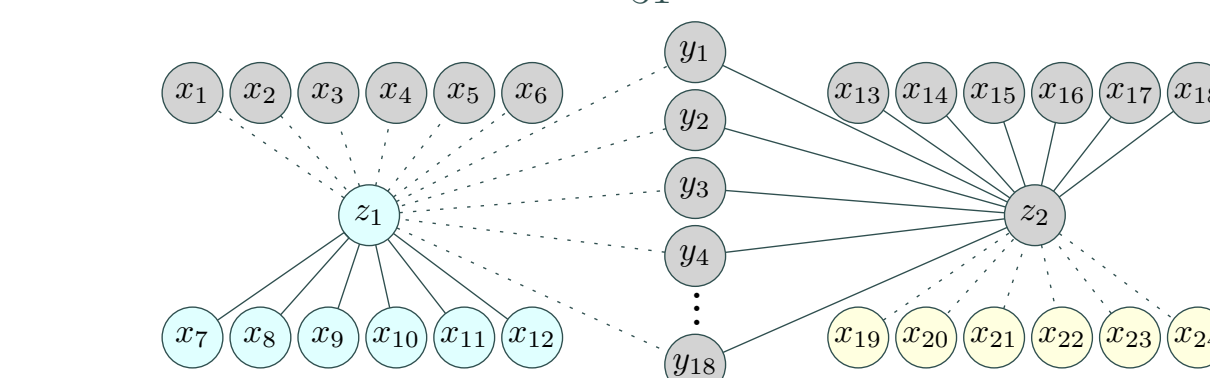 x₁ x₂ x₃ x₄ x₅ x₆
y₁
y₂
y₃
y₄
⋮
y₁₈
x₁₃ x₁₄ x₁₅ x₁₆ x₁₇
z₁
z₂
x₇ x₈ x₉ x₁₀ x₁₁ x₁₂
x₁₉ x₂₀ x₂₁ x₂₂ x₂₃